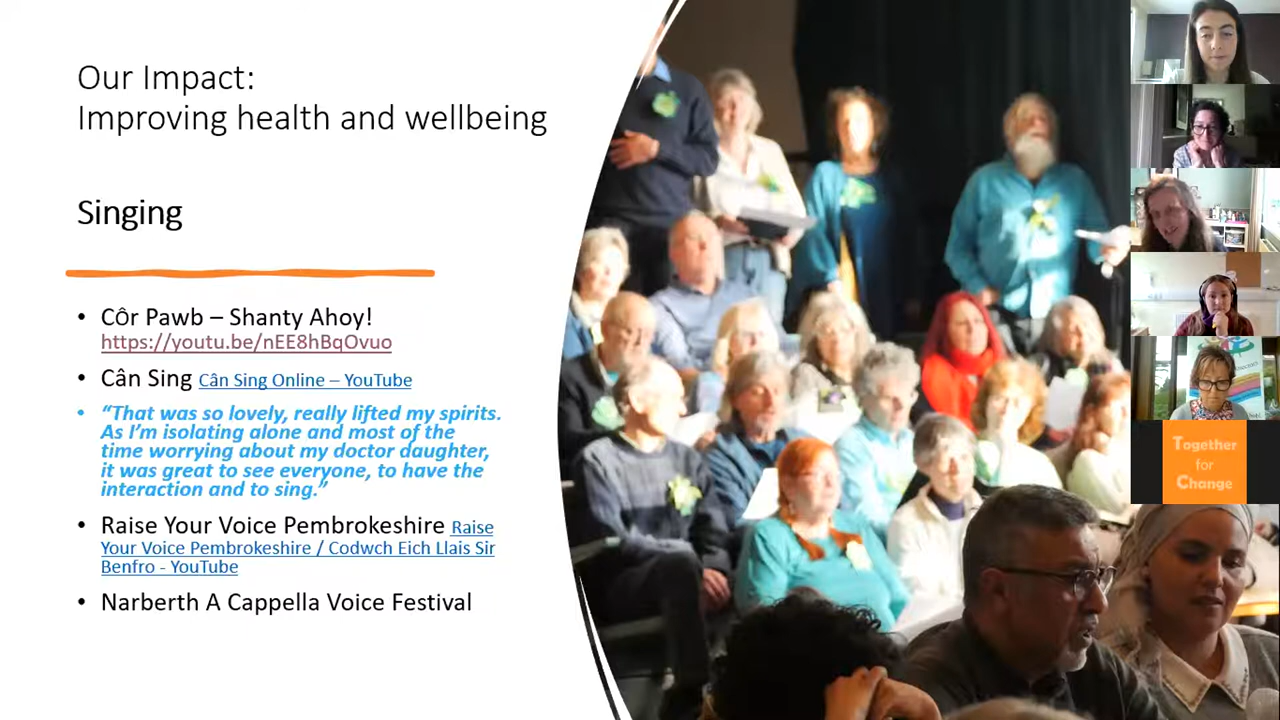 Our Impact:
Improving health and wellbeing
Singing
• Côr Pawb – Shanty Ahoy!
https://youtu.be/nEE8hBqOvuo
• Cân Sing Cân Sing Online – YouTube
• “That was so lovely, really lifted my spirits.
As I’m isolating alone and most of the
time worrying about my doctor daughter,
it was great to see everyone, to have the
interaction and to sing.”
• Raise Your Voice Pembrokeshire Raise
Your Voice Pembrokeshire / Codwch Eich Llais Sir
Benfro - YouTube
• Narberth A Cappella Voice Festival
Together
for
Change